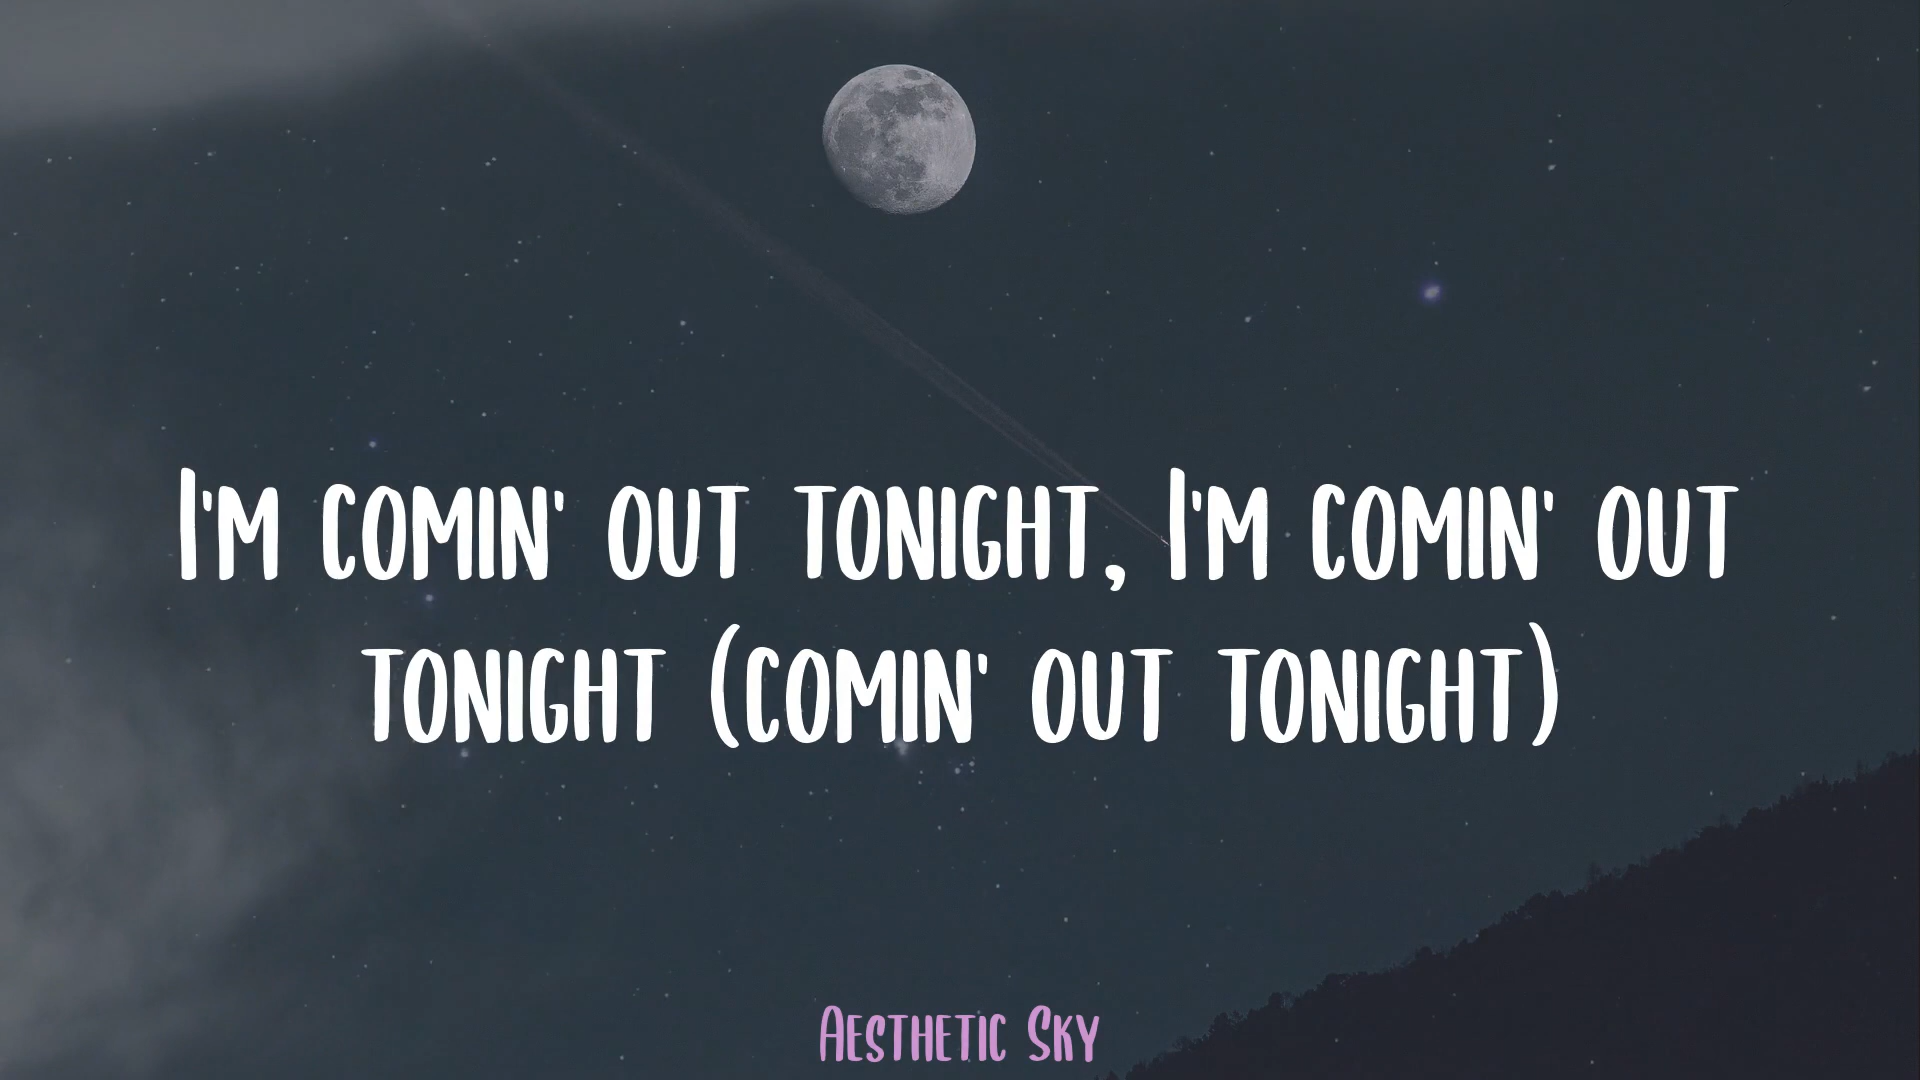 I'm comin' out tonight, I'm comin' out
tonight (comin' out tonight)
Aesthetic Sky